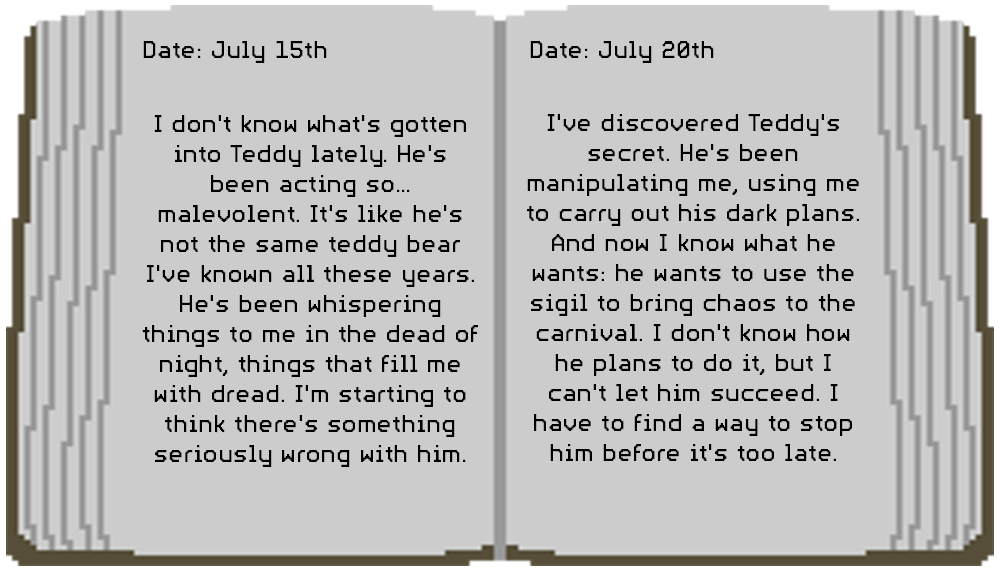 Date: July 15th
I don't know what's gotten
into Teddy lately. He's
been acting so...
malevolent. It's like he's
not the same teddy bear
I've known all these years.
He's been whispering
things to me in the dead of
night, things that fill me
with dread. I'm starting to
think there's something
seriously wrong with him.
Date: July 20th
I've discovered Teddy's
secret. He's been
manipulating me, using me
to carry out his dark plans.
And now I know what he
wants: he wants to use the
sigil to bring chaos to the
carnival. I don't know how
he plans to do it, but I
can't let him succeed. I
have to find a way to stop
him before it's too late.